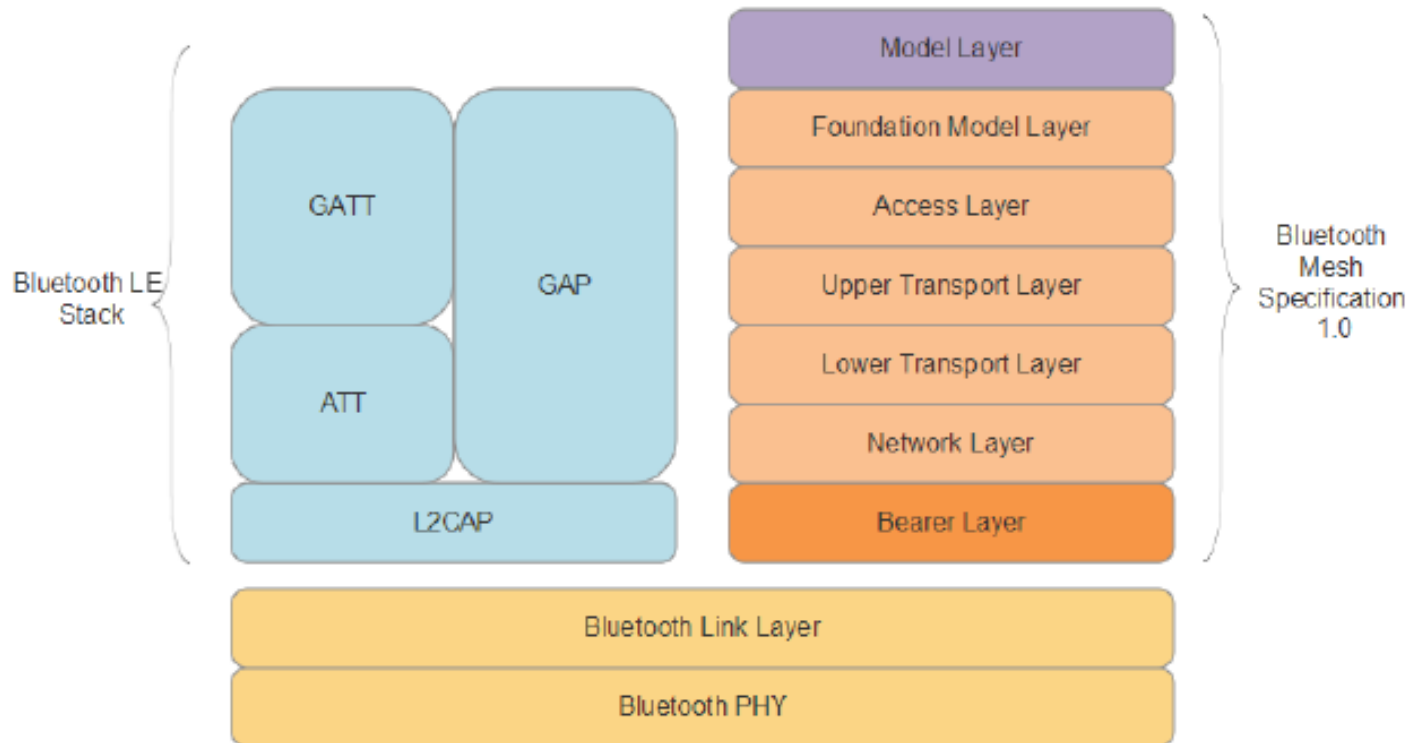 Bluetooth LE
Stack
GATT
GAP
ATT
L2CAP
Model Layer
Foundation Model Layer
Access Layer
Upper Transport Layer
Lower Transport Layer
Network Layer
Bearer Layer
Bluetooth
Mesh
Specification
1.0
Bluetooth Link Layer
Bluetooth PHY